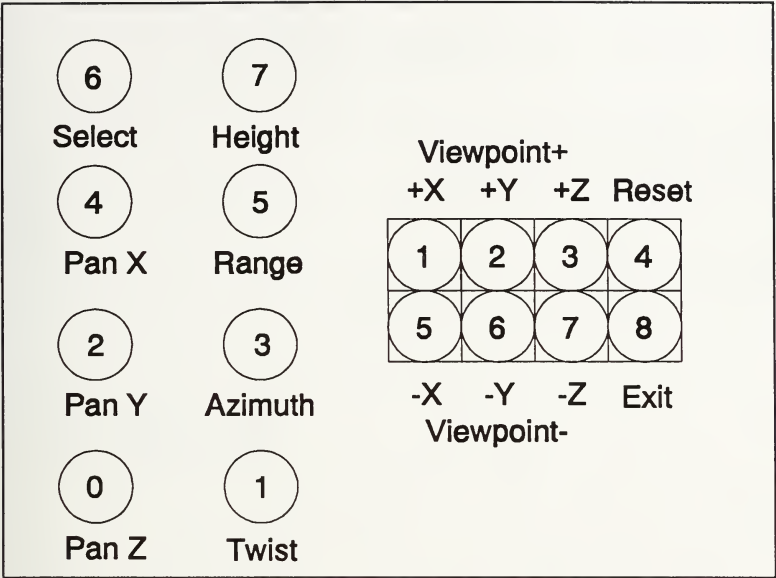 6 7
Select Height
4 5
Pan X Range
2 3
Pan Y Azimuth
0 1
Pan Z Twist
Viewpoint+
+X +Y +Z Reset
1 2 3 4
5 6 7 8
-X -Y -Z Exit
Viewpoint-